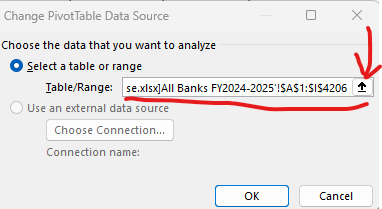 Change PivotTable Data Source
Choose the data that you want to analyze
Select a table or range
Table/Range: se.xlsx]All Banks FY2024-2025'!$A$1:$I$4206
Use an external data source
Choose Connection...
Connection name:
OK Cancel